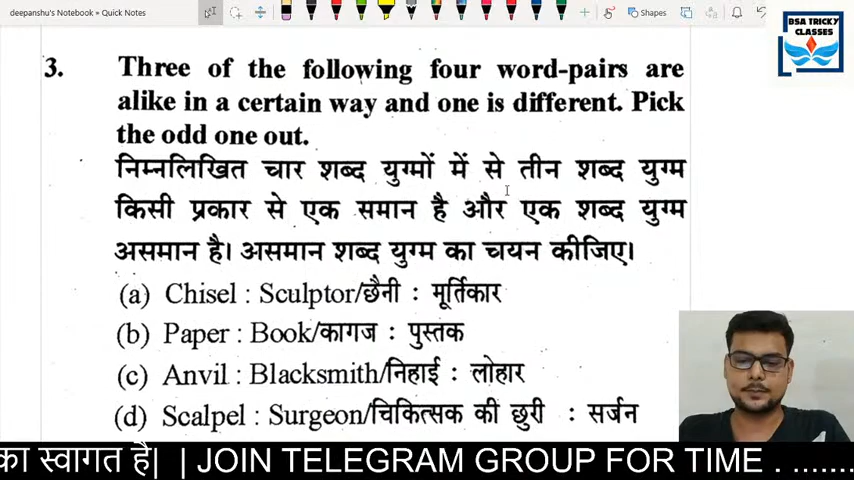 deepanshu's Notebook » Quick Notes
Shapes
BSA TRICKY
CLASSES
3. Three of the following four word-pairs are
alike in a certain way and one is different. Pick
the odd one out.
निम्नलिखित चार शब्द युग्मों में से तीन शब्द युग्म
किसी प्रकार से एक समान है और एक शब्द युग्म
असमान है। असमान शब्द युग्म का चयन कीजिए।
(a) Chisel : Sculptor/छैनी : मूर्तिकार
(b) Paper : Book/कागज : पुस्तक
(c) Anvil : Blacksmith/निहाई : लोहार
(d) Scalpel : Surgeon/चिकित्सक की छुरी : सर्जन
का स्वागत है| | JOIN TELEGRAM GROUP FOR TIME . .......